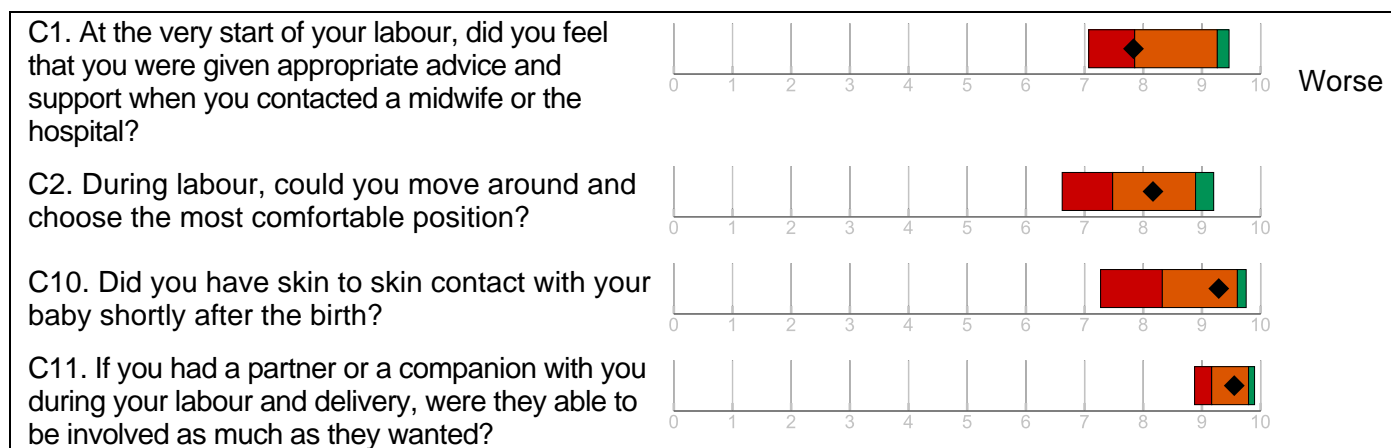 C1. At the very start of your labour, did you feel
that you were given appropriate advice and
support when you contacted a midwife or the
hospital?
0 1 2 3 4 5 6 7 8 9 10
Worse
C2. During labour, could you move around and
choose the most comfortable position?
0 1 2 3 4 5 6 7 8 9 10
C10. Did you have skin to skin contact with your
baby shortly after the birth?
0 1 2 3 4 5 6 7 8 9 10
C11. If you had a partner or a companion with you
during your labour and delivery, were they able to
be involved as much as they wanted?
0 1 2 3 4 5 6 7 8 9 10